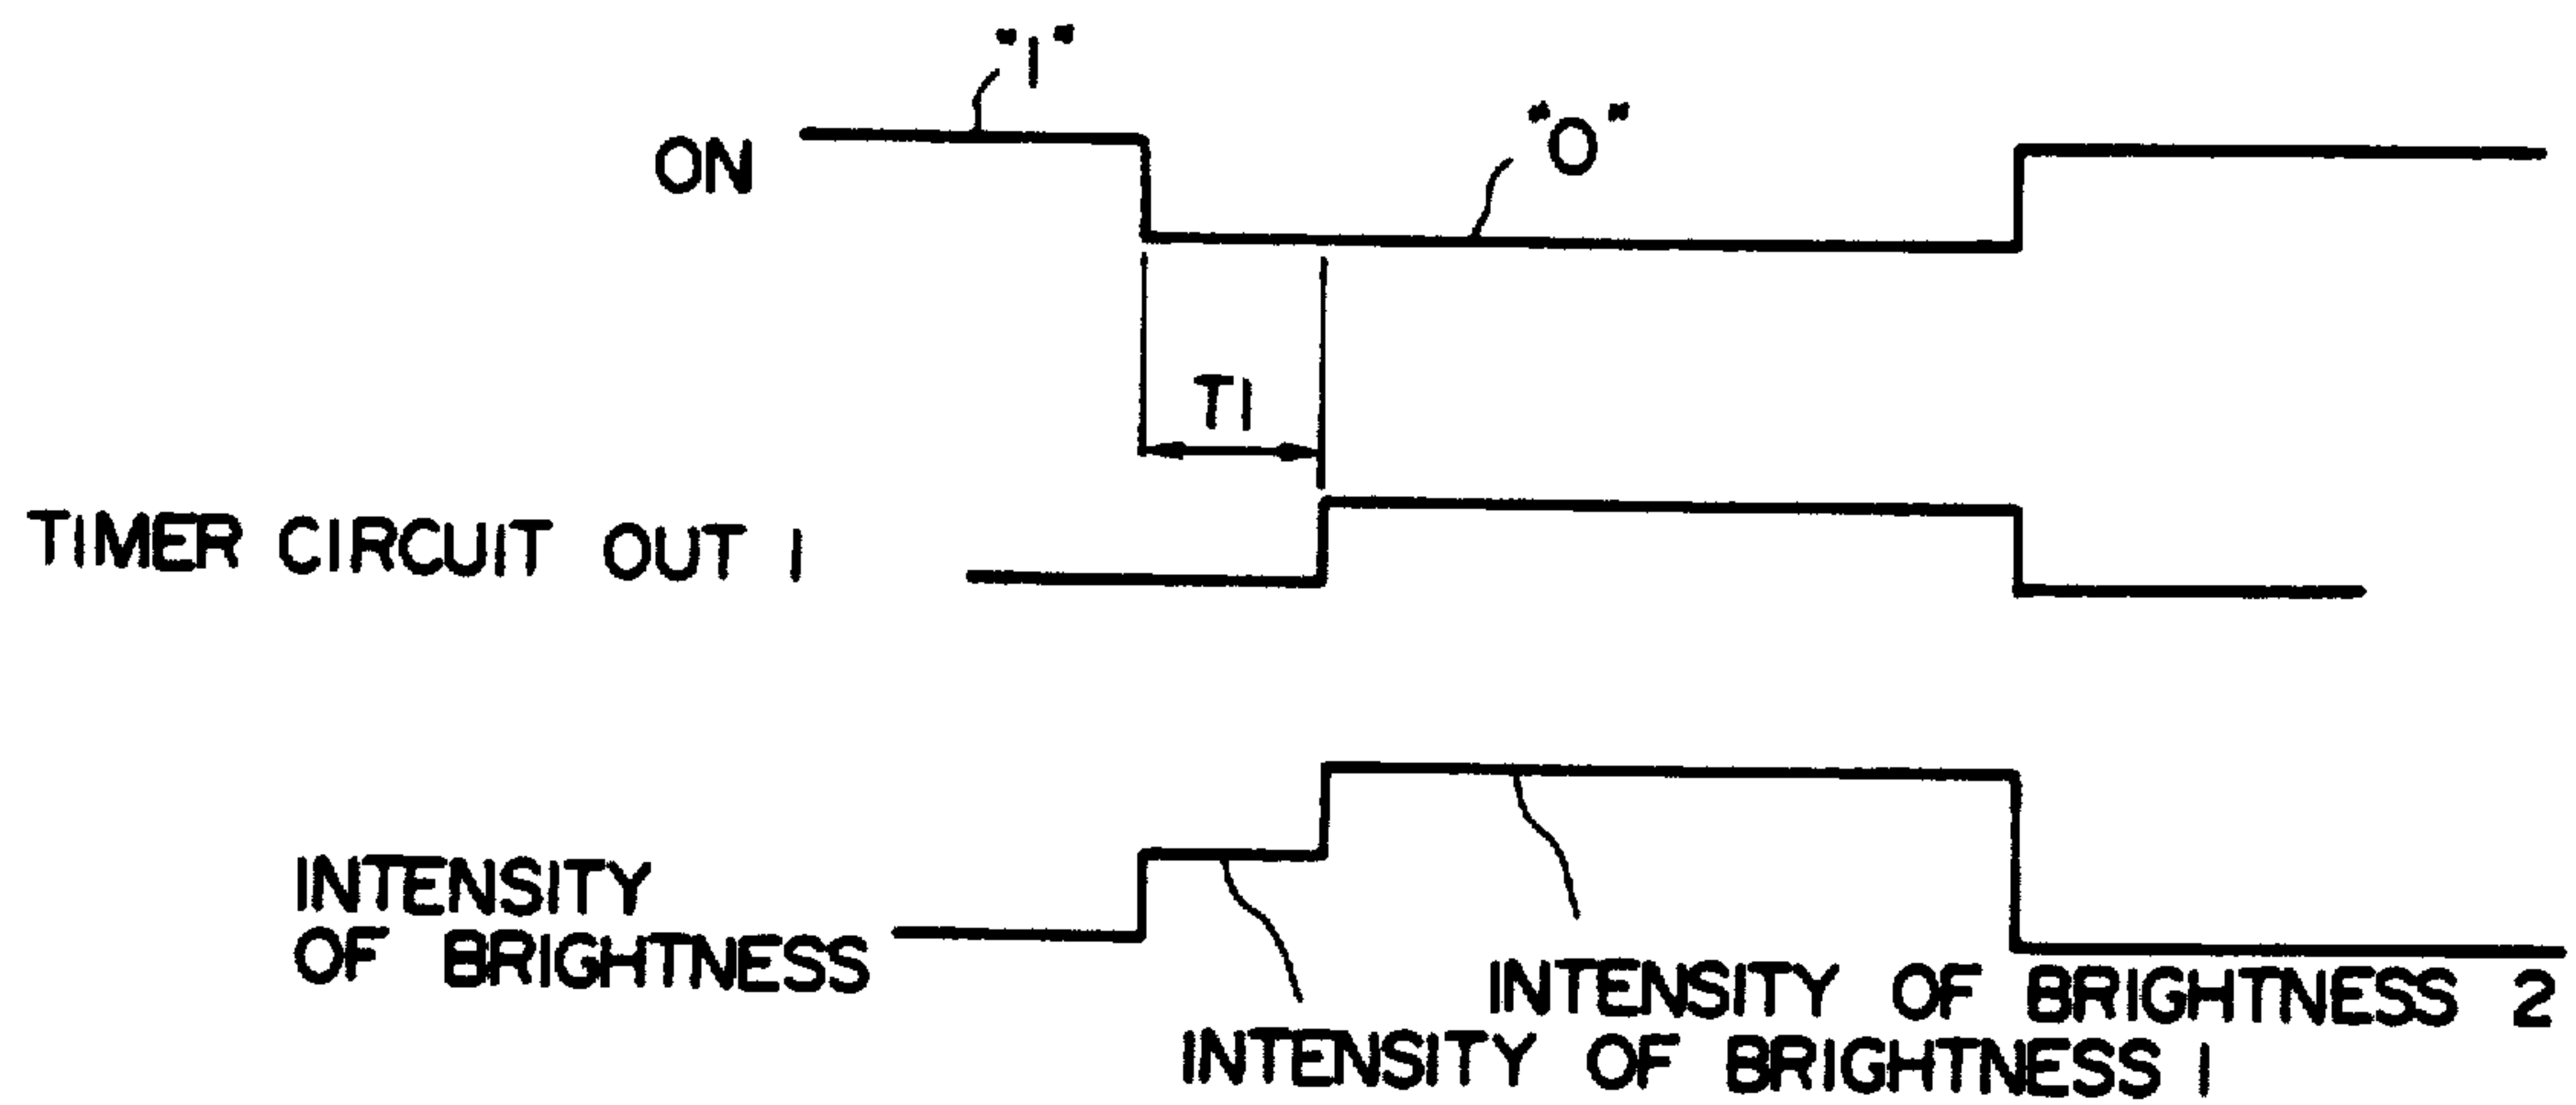 "1"
ON
"0"
T1
TIMER CIRCUIT OUT 1
INTENSITY
OF BRIGHTNESS
INTENSITY OF BRIGHTNESS 2
INTENSITY OF BRIGHTNESS 1